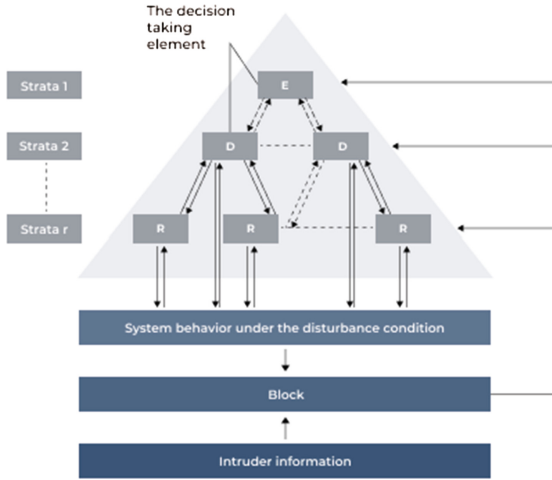 The decision
taking
element
Strata 1
E
Strata 2
D
D
Strata r
R
R
R
System behavior under the disturbance condition
Block
Intruder information